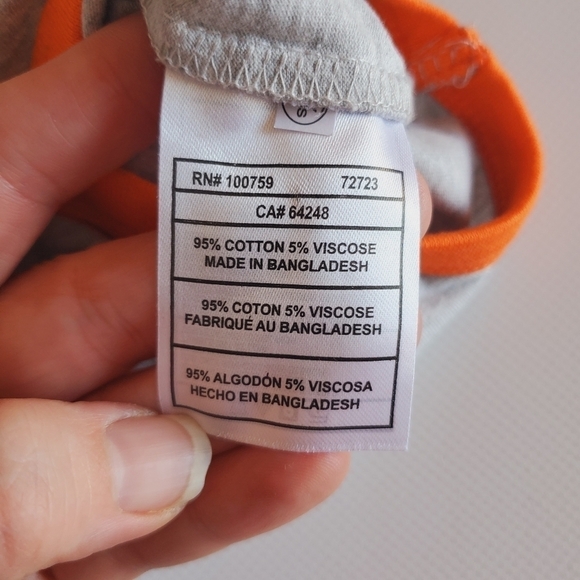 RN# 100759 72723
CA# 64248
95% COTTON 5% VISCOSE
MADE IN BANGLADESH
95% COTON 5% VISCOSE
FABRIQUÉ AU BANGLADESH
95% ALGODÓN 5% VISCOSA
HECHO EN BANGLADESH